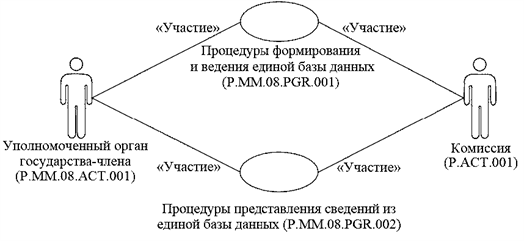 «Участие»
«Участие»
Процедуры формирования
и ведения единой базы данных
(P.MM.08.PGR.001)
Уполномоченный орган
государства-члена
(P.MM.08.ACT.001)
Комиссия
(P.ACT.001)
«Участие»
«Участие»
Процедуры представления сведений из
единой базы данных (P.MM.08.PGR.002)